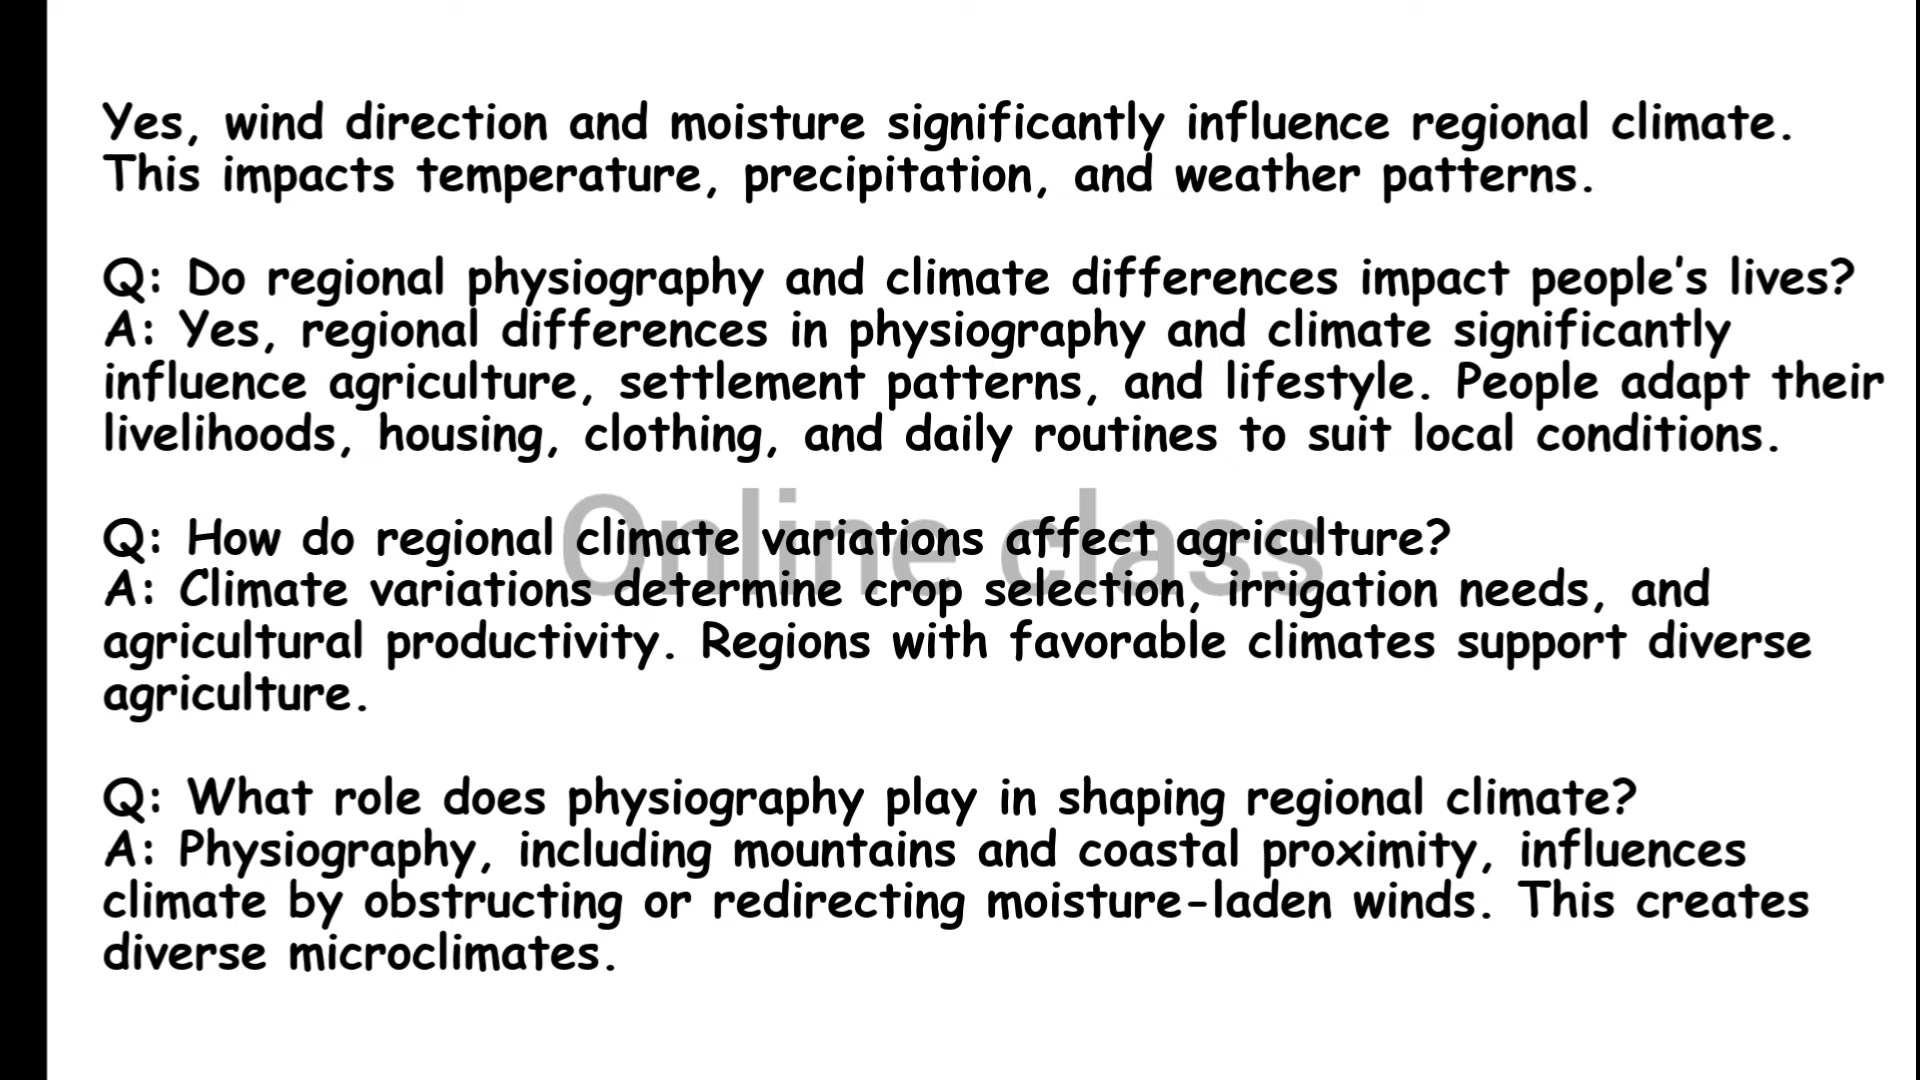 Yes, wind direction and moisture significantly influence regional climate.
This impacts temperature, precipitation, and weather patterns.
Q: Do regional physiography and climate differences impact people's lives?
A: Yes, regional differences in physiography and climate significantly
influence agriculture, settlement patterns, and lifestyle. People adapt their
livelihoods, housing, clothing, and daily routines to suit local conditions.
Online class
Q: How do regional climate variations affect agriculture?
A: Climate variations determine crop selection, irrigation needs, and
agricultural productivity. Regions with favorable climates support diverse
agriculture.
Q: What role does physiography play in shaping regional climate?
A: Physiography, including mountains and coastal proximity, influences
climate by obstructing or redirecting moisture-laden winds. This creates
diverse microclimates.